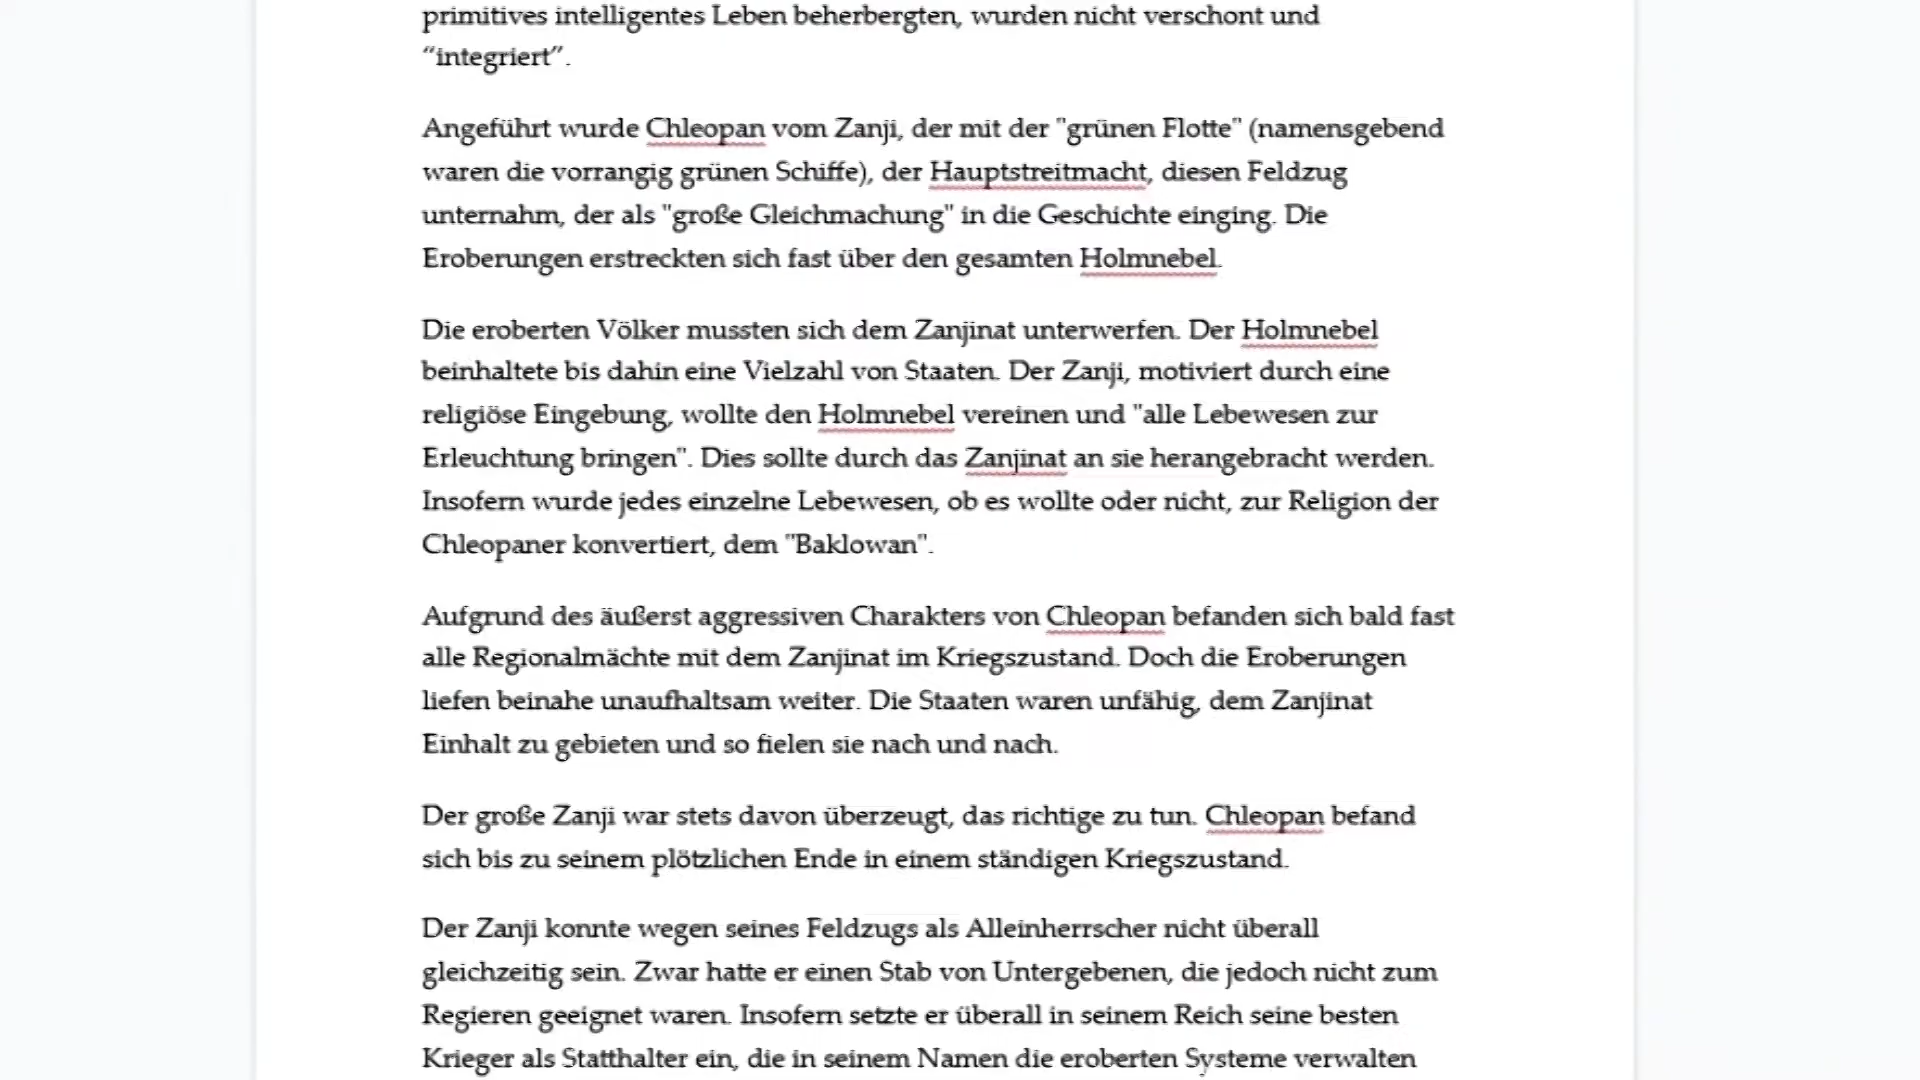 primitives intelligentes Leben beherbergten, wurden nicht verschont und
“integriert”.
Angeführt wurde Chleopan vom Zanji, der mit der "grünen Flotte" (namensgebend
waren die vorrangig grünen Schiffe), der Hauptstreitmacht, diesen Feldzug
unternahm, der als "große Gleichmachung" in die Geschichte einging. Die
Eroberungen erstreckten sich fast über den gesamten Holmnebel.
Die eroberten Völker mussten sich dem Zanjinat unterwerfen. Der Holmnebel
beinhaltete bis dahin eine Vielzahl von Staaten. Der Zanji, motiviert durch eine
religiöse Eingebung, wollte den Holmnebel vereinen und "alle Lebewesen zur
Erleuchtung bringen". Dies sollte durch das Zanjinat an sie herangebracht werden.
Insofern wurde jedes einzelne Lebewesen, ob es wollte oder nicht, zur Religion der
Chleopaner konvertiert, dem "Baklowan".
Aufgrund des äußerst aggressiven Charakters von Chleopan befanden sich bald fast
alle Regionalmächte mit dem Zanjinat im Kriegszustand. Doch die Eroberungen
liefen beinahe unaufhaltsam weiter. Die Staaten waren unfähig, dem Zanjinat
Einhalt zu gebieten und so fielen sie nach und nach.
Der große Zanji war stets davon überzeugt, das richtige zu tun. Chleopan befand
sich bis zu seinem plötzlichen Ende in einem ständigen Kriegszustand.
Der Zanji konnte wegen seines Feldzugs als Alleinherrscher nicht überall
gleichzeitig sein. Zwar hatte er einen Stab von Untergebenen, die jedoch nicht zum
Regieren geeignet waren. Insofern setzte er überall in seinem Reich seine besten
Krieger als Statthalter ein, die in seinem Namen die eroberten Systeme verwalten